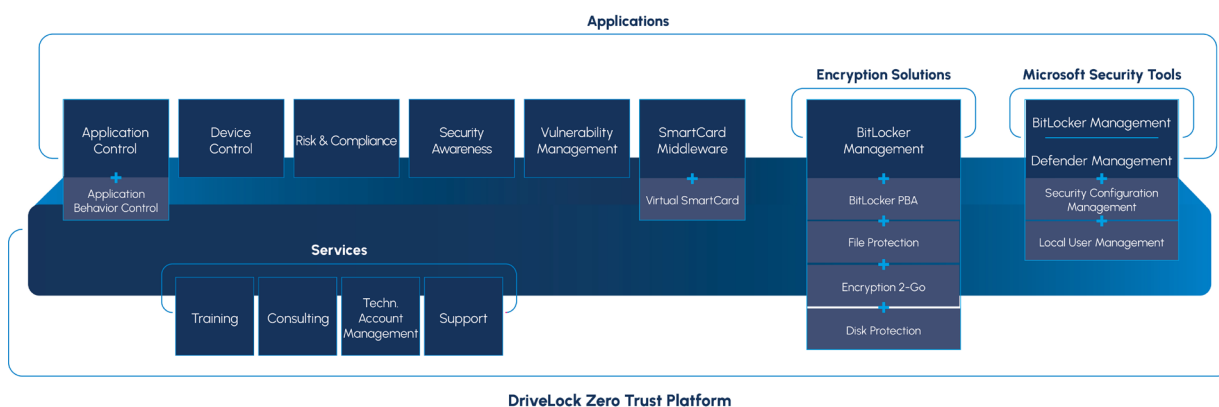 Applications
Encryption Solutions
Microsoft Security Tools
Application
Control
+
Application
Behavior Control
Device
Control
Risk & Compliance
Security
Awareness
Vulnerability
Management
SmartCard
Middleware
+
Virtual SmartCard
BitLocker
Management
+
BitLocker PBA
+
File Protection
+
Encryption 2-Go
+
Disk Protection
BitLocker Management
Defender Management
+
Security Configuration
Management
+
Local User Management
Services
Training
Consulting
Techn.
Account
Management
Support
DriveLock Zero Trust Platform